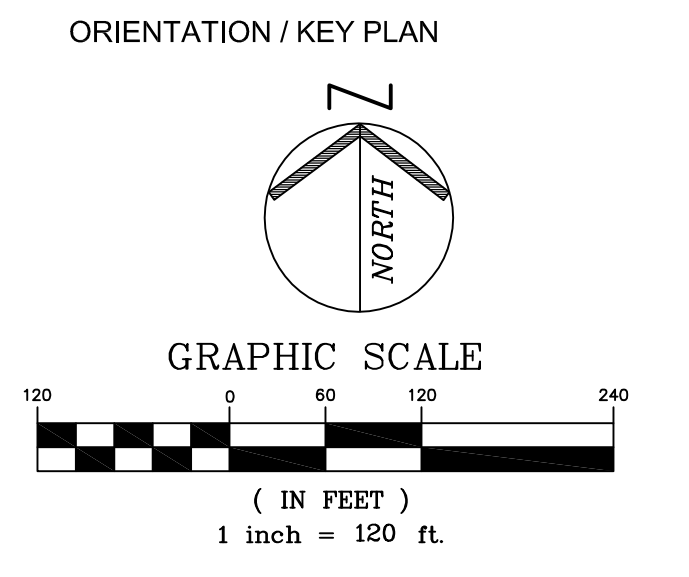 ORIENTATION / KEY PLAN
N
NORTH
GRAPHIC SCALE
120 0 60 120 240
( IN FEET )
1 inch = 120 ft.